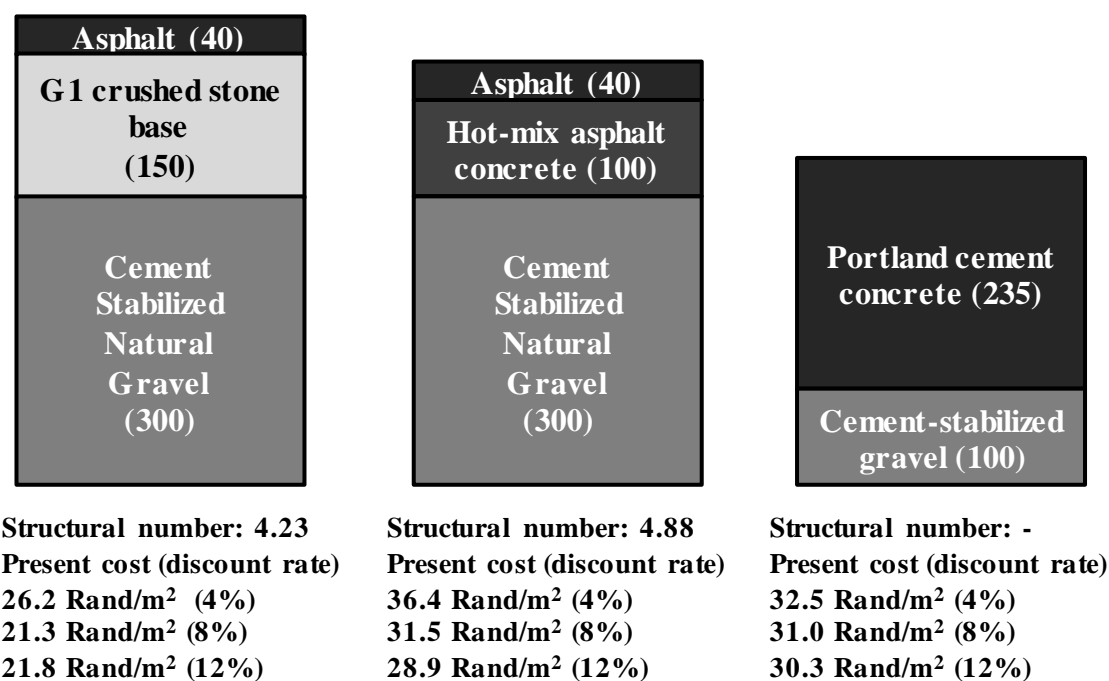 Asphalt (40)
G1 crushed stone
base
(150)
Cement
Stabilized
Natural
Gravel
(300)
Structural number: 4.23
Present cost (discount rate)
26.2 Rand/m² (4%)
21.3 Rand/m² (8%)
21.8 Rand/m² (12%)
Asphalt (40)
Hot-mix asphalt
concrete (100)
Cement
Stabilized
Natural
Gravel
(300)
Structural number: 4.88
Present cost (discount rate)
36.4 Rand/m² (4%)
31.5 Rand/m² (8%)
28.9 Rand/m² (12%)
Portland cement
concrete (235)
Cement-stabilized
gravel (100)
Structural number: -
Present cost (discount rate)
32.5 Rand/m² (4%)
31.0 Rand/m² (8%)
30.3 Rand/m² (12%)